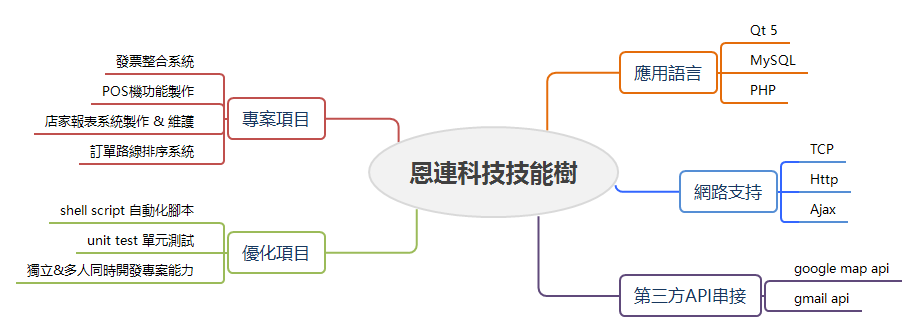 恩連科技技能樹
應用語言
Qt 5
MySQL
PHP
網路支持
TCP
Http
Ajax
第三方API串接
google map api
gmail api
專案項目
發票整合系統
POS機功能製作
店家報表系統製作 & 維護
訂單路線排序系統
優化項目
shell script 自動化腳本
unit test 單元測試
獨立&多人同時開發專案能力